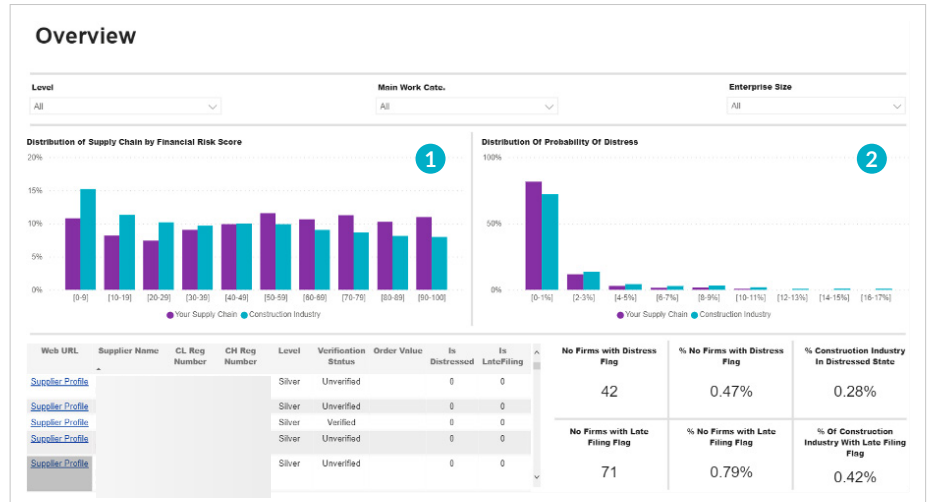 Overview
Level
Main Work Cate.
Enterprise Size
All
All
All
Distribution of Supply Chain by Financial Risk Score
Distribution Of Probability Of Distress
1
2
20%
15%
10%
5%
0%
[0-9] [10-19] [20-29] [30-39] [40-49] [50-59] [60-69] [70-79] [80-89] [90-100]
Your Supply Chain Construction Industry
100%
50%
0%
[0-1%] [2-3%] [4-5%] [6-7%] [8-9%] [10-11%] [12-13%] [14-15%] [16-17%]
Your Supply Chain Construction Industry
Web URL Supplier Name CL Reg Number CH Reg Number Level Verification Status Order Value Is Distressed Is LateFiling
Supplier Profile Silver Unverified 0 0
Supplier Profile Silver Unverified 0 0
Supplier Profile Silver Verified 0 0
Supplier Profile Silver Unverified 0 0
Supplier Profile Silver Unverified 0 0
No Firms with Distress Flag
42
% No Firms with Distress Flag
0.47%
% Construction Industry In Distressed State
0.28%
No Firms with Late Filing Flag
71
% No Firms with Late Filing Flag
0.79%
% Of Construction Industry With Late Filing Flag
0.42%